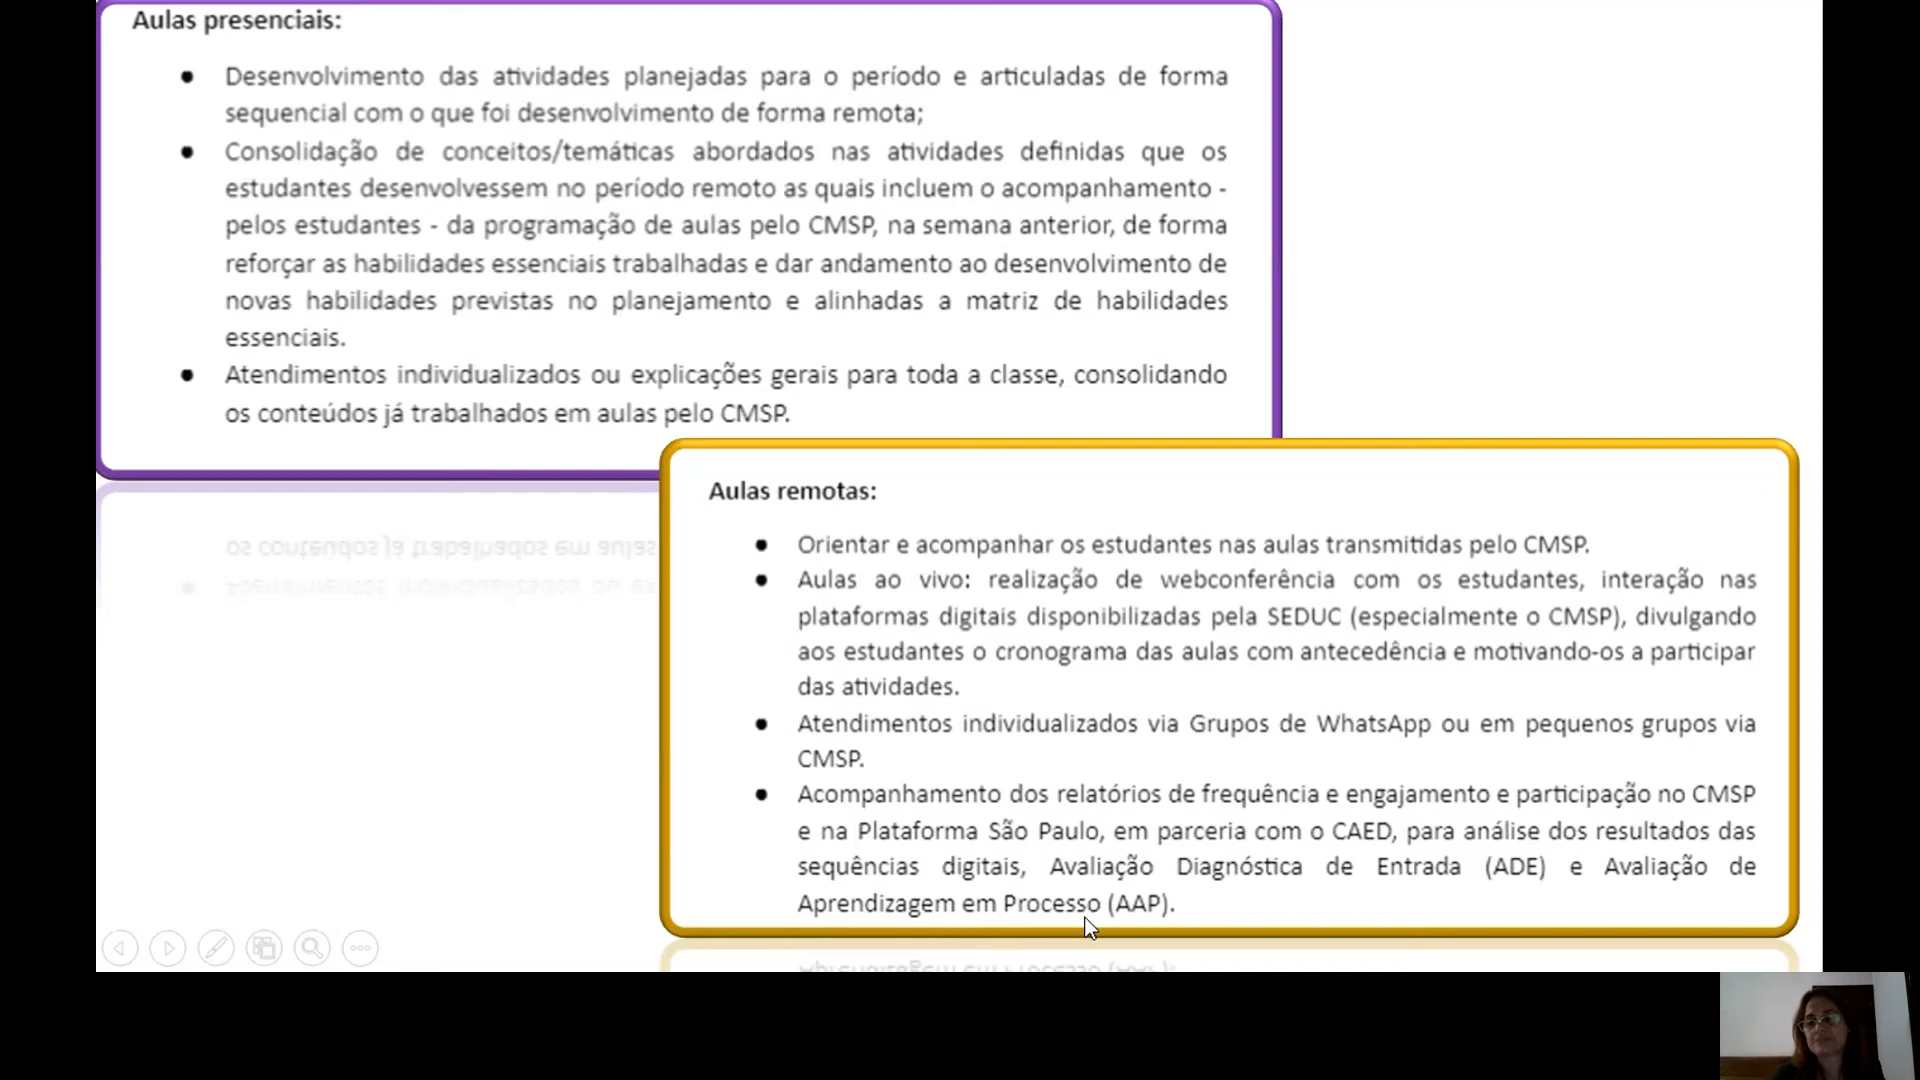 Aulas presenciais:
● Desenvolvimento das atividades planejadas para o período e articuladas de forma
sequencial com o que foi desenvolvimento de forma remota;
● Consolidação de conceitos/temáticas abordados nas atividades definidas que os
estudantes desenvolvessem no período remoto as quais incluem o acompanhamento -
pelos estudantes - da programação de aulas pelo CMSP, na semana anterior, de forma
reforçar as habilidades essenciais trabalhadas e dar andamento ao desenvolvimento de
novas habilidades previstas no planejamento e alinhadas a matriz de habilidades
essenciais.
● Atendimentos individualizados ou explicações gerais para toda a classe, consolidando
os conteúdos já trabalhados em aulas pelo CMSP.
Aulas remotas:
● Orientar e acompanhar os estudantes nas aulas transmitidas pelo CMSP.
● Aulas ao vivo: realização de webconferência com os estudantes, interação nas
plataformas digitais disponibilizadas pela SEDUC (especialmente o CMSP), divulgando
aos estudantes o cronograma das aulas com antecedência e motivando-os a participar
das atividades.
● Atendimentos individualizados via Grupos de WhatsApp ou em pequenos grupos via
CMSP.
● Acompanhamento dos relatórios de frequência e engajamento e participação no CMSP
e na Plataforma São Paulo, em parceria com o CAED, para análise dos resultados das
sequências digitais, Avaliação Diagnóstica de Entrada (ADE) e Avaliação de
Aprendizagem em Processo (AAP).